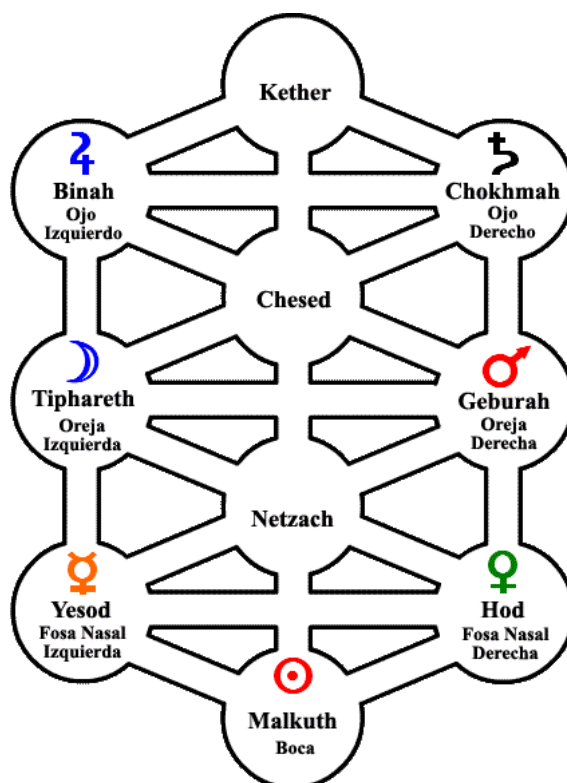 Kether
Binah
Ojo
Izquierdo
Chokhmah
Ojo
Derecho
Chesed
Tiphareth
Oreja
Izquierda
Geburah
Oreja
Derecha
Netzach
Yesod
Fosa Nasal
Izquierda
Hod
Fosa Nasal
Derecha
Malkuth
Boca